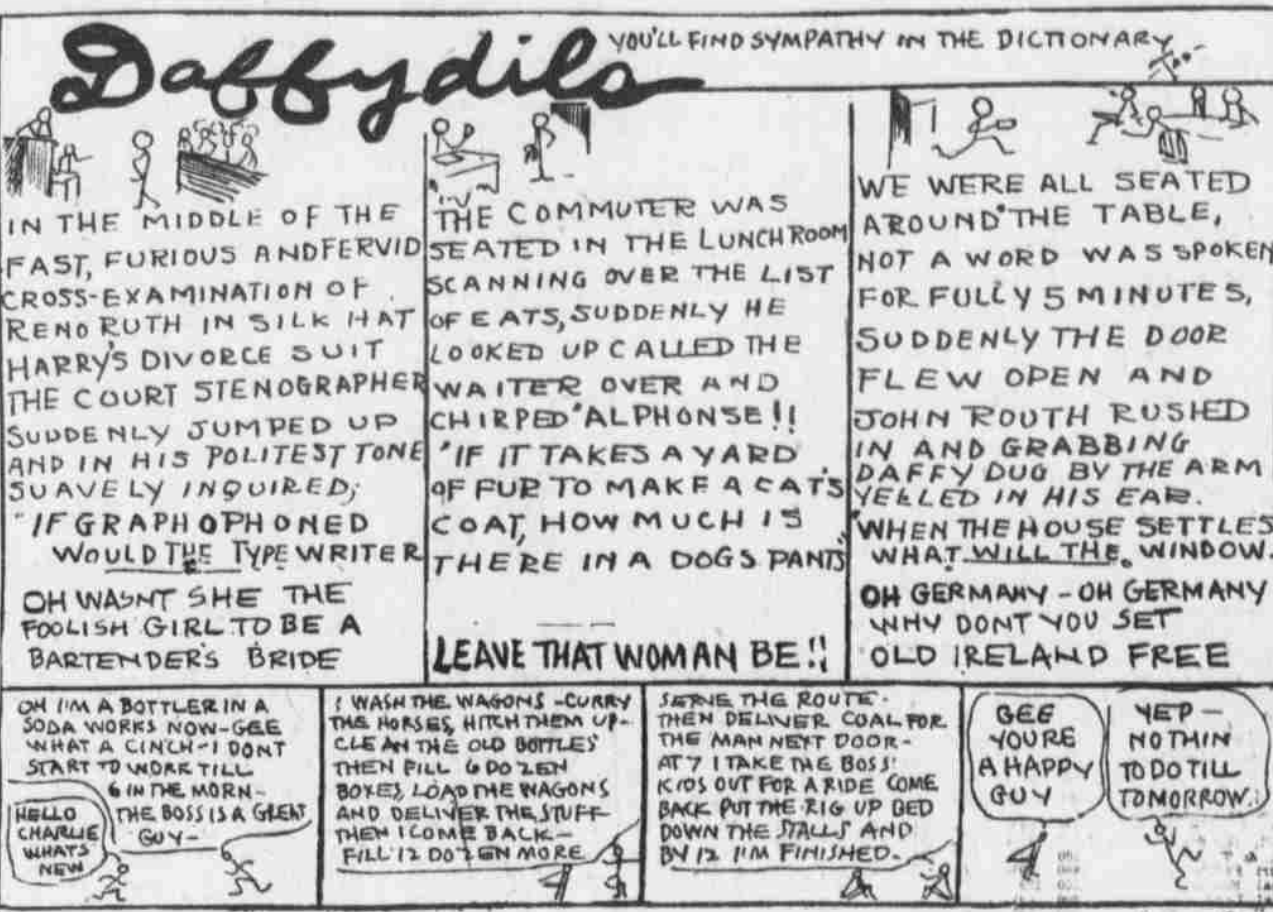 Daffydils
YOU'LL FIND SYMPATHY IN THE DICTIONARY
IN THE MIDDLE OF THE
FAST, FURIOUS AND FERVID
CROSS-EXAMINATION OF
RENO RUTH IN SILK HAT
HARRY'S DIVORCE SUIT
THE COURT STENOGRAPHER
SUDDENLY JUMPED UP
AND IN HIS POLITEST TONE
SUAVELY INQUIRED;
"IF GRAPHOPHONED
WOULD THE TYPEWRITER
OH WASNT SHE THE
FOOLISH GIRL TO BE A
BARTENDER'S BRIDE
THE COMMUTER WAS
SEATED IN THE LUNCHROOM
SCANNING OVER THE LIST
OF EATS, SUDDENLY HE
LOOKED UP CALLED THE
WAITER OVER AND
CHIRPED "ALPHONSE!!
"IF IT TAKES A YARD
OF FUR TO MAKE A CAT'S
COAT, HOW MUCH IS
THERE IN A DOGS PANTS"
LEAVE THAT WOMAN BE!!
WE WERE ALL SEATED
AROUND THE TABLE,
NOT A WORD WAS SPOKEN
FOR FULLY 5 MINUTES,
SUDDENLY THE DOOR
FLEW OPEN AND
JOHN ROUTH RUSHED
IN AND GRABBING
DAFFY DUG BY THE ARM
YELLED IN HIS EAR.
"WHEN THE HOUSE SETTLES
WHAT WILL THE WINDOW.
OH GERMANY - OH GERMANY
WHY DONT YOU SET
OLD IRELAND FREE
HELLO
CHARLIE
WHATS
NEW
OH I'M A BOTTLER IN A
SODA WORKS NOW-GEE
WHAT A CINCH-I DONT
START TO WORK TILL
6 IN THE MORN-
THE BOSS IS A GREAT
GUY-
I WASH THE WAGONS-CURRY
THE HORSES, HITCH THEM UP-
CLEAN THE OLD BOTTLES
THEN FILL 6 DOZEN
BOXES, LOAD THE WAGONS
AND DELIVER THE STUFF
THEN I COME BACK-
FILL 12 DOZEN MORE
SERVE THE ROUTE-
THEN DELIVER COAL FOR
THE MAN NEXT DOOR-
AT 7 I TAKE THE BOSS'
KIDS OUT FOR A RIDE COME
BACK PUT THE RIG UP BED
DOWN THE STALLS AND
BY 12 I'M FINISHED-
GEE
YOURE
A HAPPY
GUY
YEP-
NOTHIN
TO DO TILL
TOMORROW.